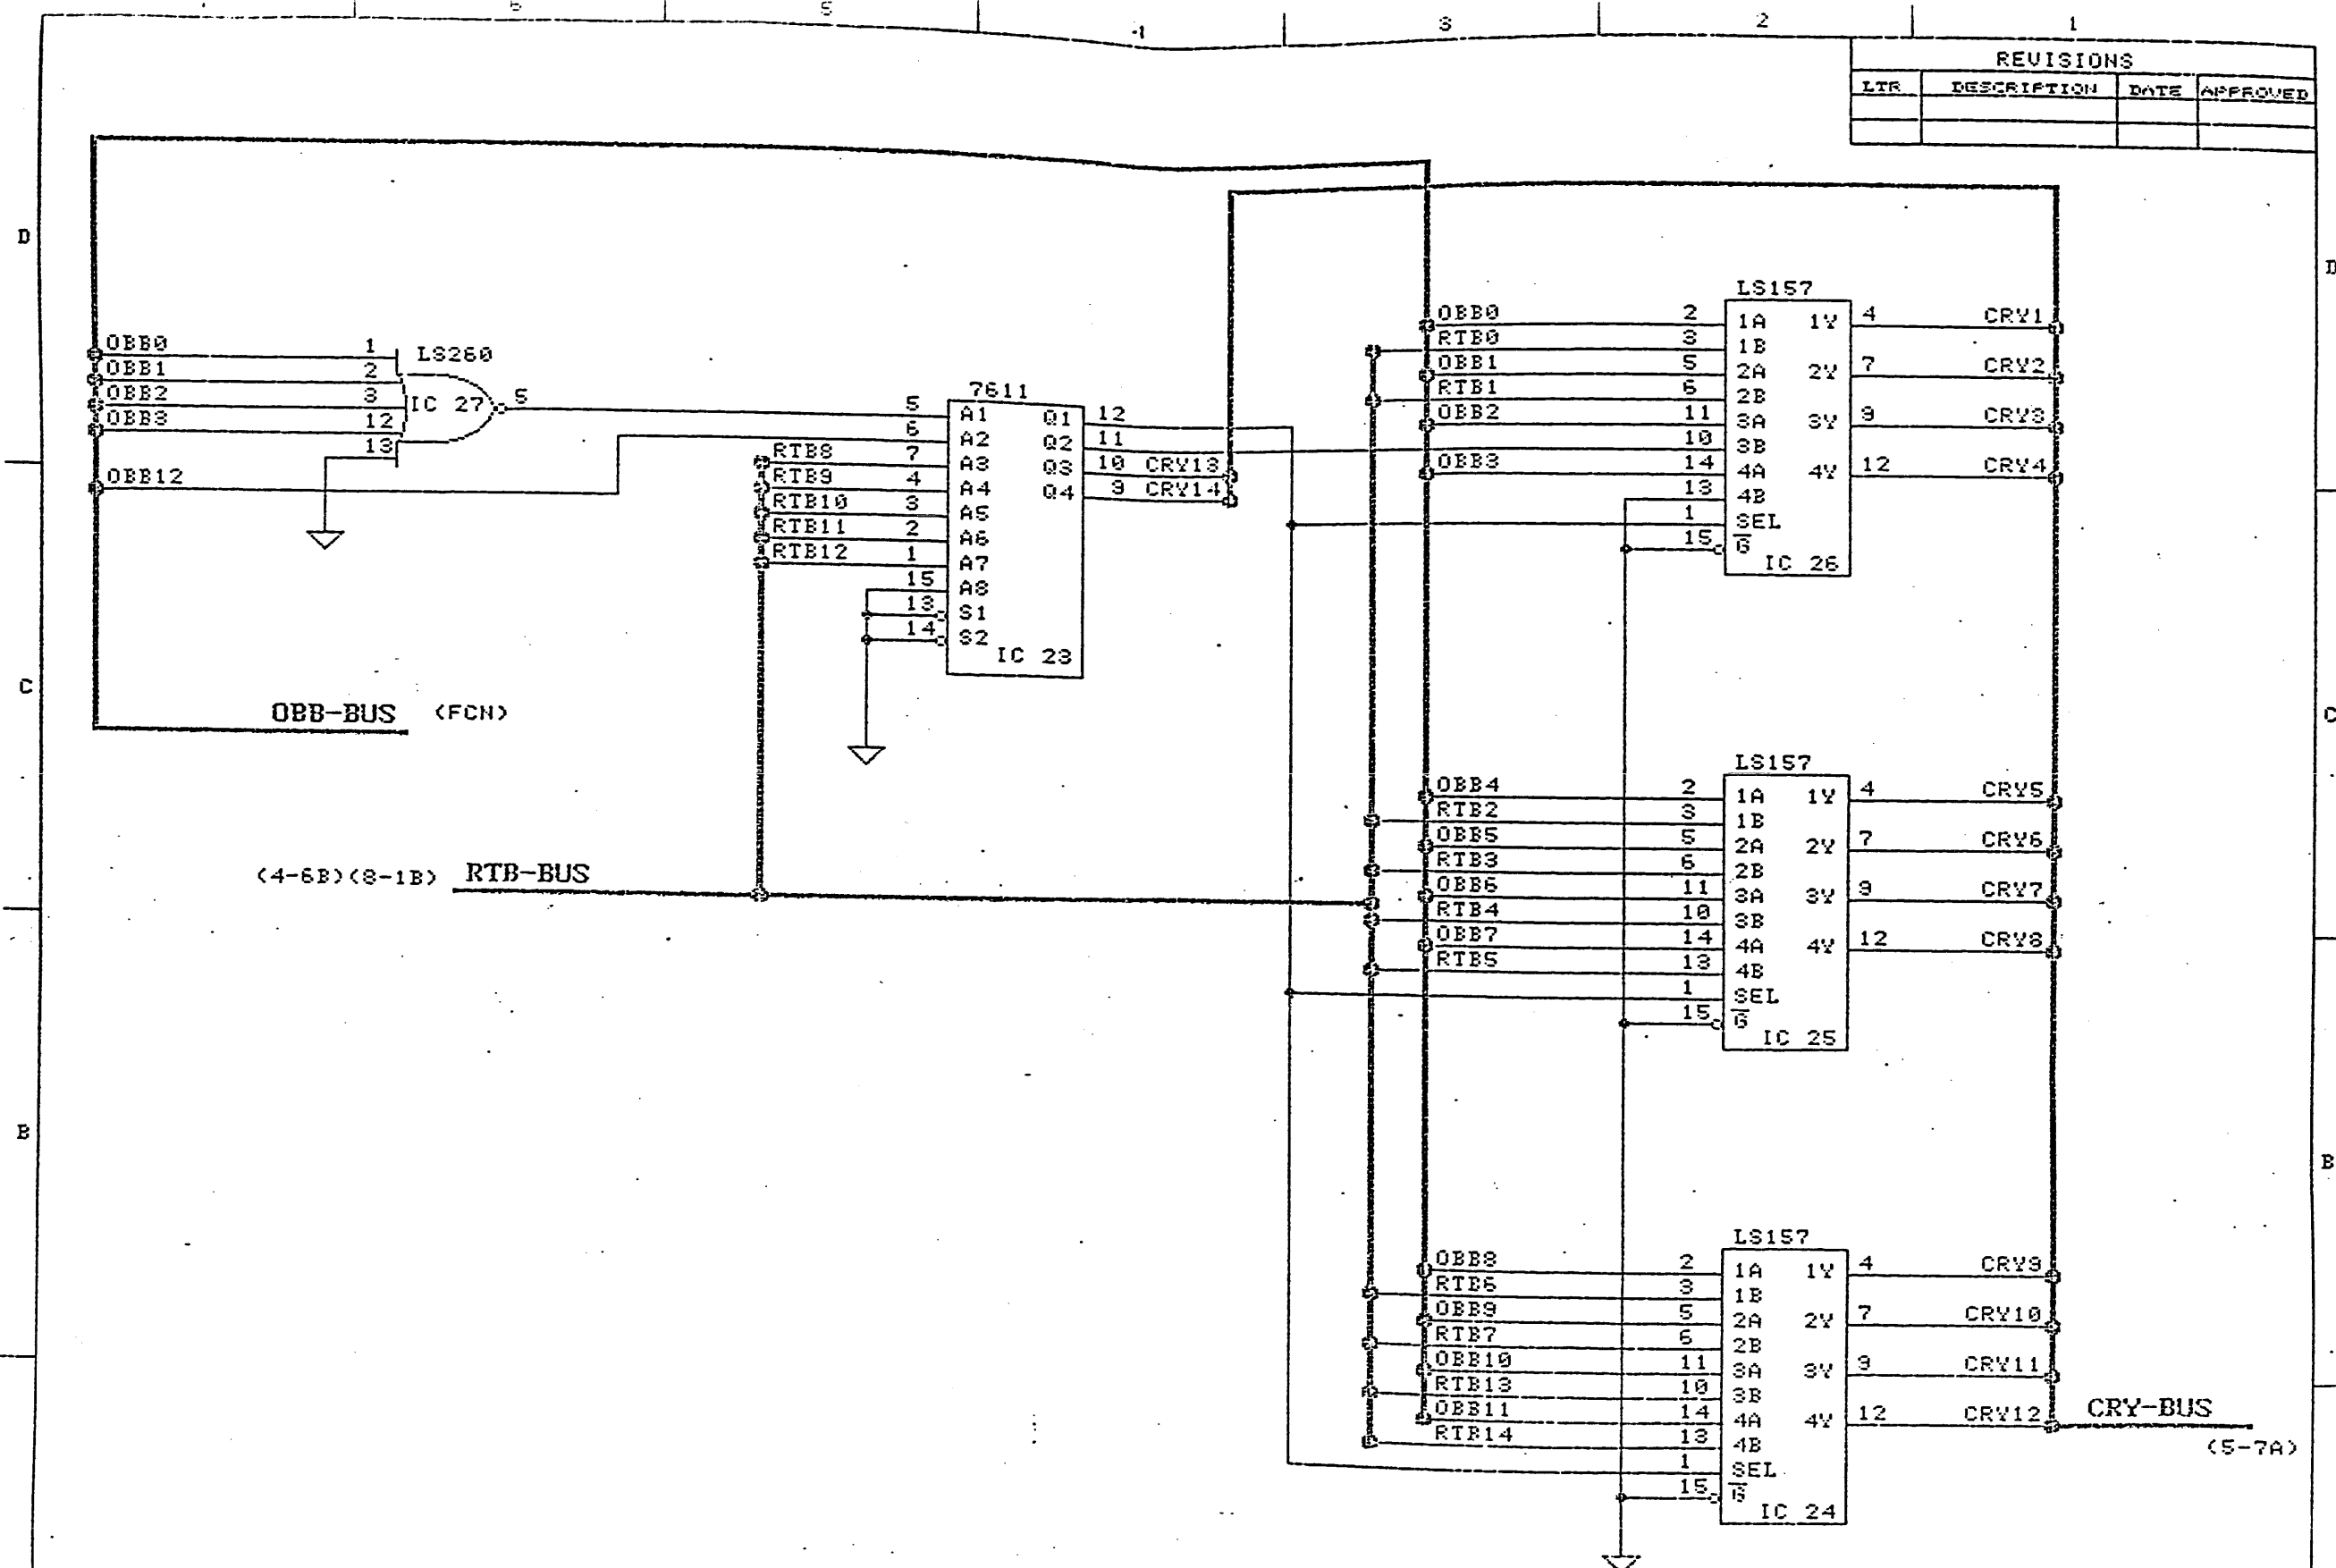 6 5 4 3 2 1
REVISIONS
LTR DESCRIPTION DATE APPROVED
D D
OBB0 1 LS260
OBB1 2
OBB2 3 IC 27 5
OBB3 12
13
OBB12
7611
5 A1 Q1 12
6 A2 Q2 11
RTB8 7 A3 Q3 10 CRY13
RTB9 4 A4 Q4 9 CRY14
RTB10 3 A5
RTB11 2 A6
RTB12 1 A7
15 A8
13 S1
14 S2
IC 23
LS157
OBB0 2 1A 1Y 4 CRY1
RTB0 3 1B
OBB1 5 2A 2Y 7 CRY2
RTB1 6 2B
OBB2 11 3A 3Y 9 CRY3
10 3B
OBB3 14 4A 4Y 12 CRY4
13 4B
1 SEL
15 G
IC 26
C C
OBB-BUS (FCN)
LS157
OBB4 2 1A 1Y 4 CRY5
RTB2 3 1B
OBB5 5 2A 2Y 7 CRY6
RTB3 6 2B
OBB6 11 3A 3Y 9 CRY7
RTB4 10 3B
OBB7 14 4A 4Y 12 CRY8
RTB5 13 4B
1 SEL
15 G
IC 25
(4-6B)(8-1B) RTB-BUS
B B
LS157
OBB8 2 1A 1Y 4 CRY9
RTB6 3 1B
OBB9 5 2A 2Y 7 CRY10
RTB7 6 2B
OBB10 11 3A 3Y 9 CRY11
RTB13 10 3B
OBB11 14 4A 4Y 12 CRY12
RTB14 13 4B
1 SEL
15 G
IC 24
CRY-BUS
(5-7A)